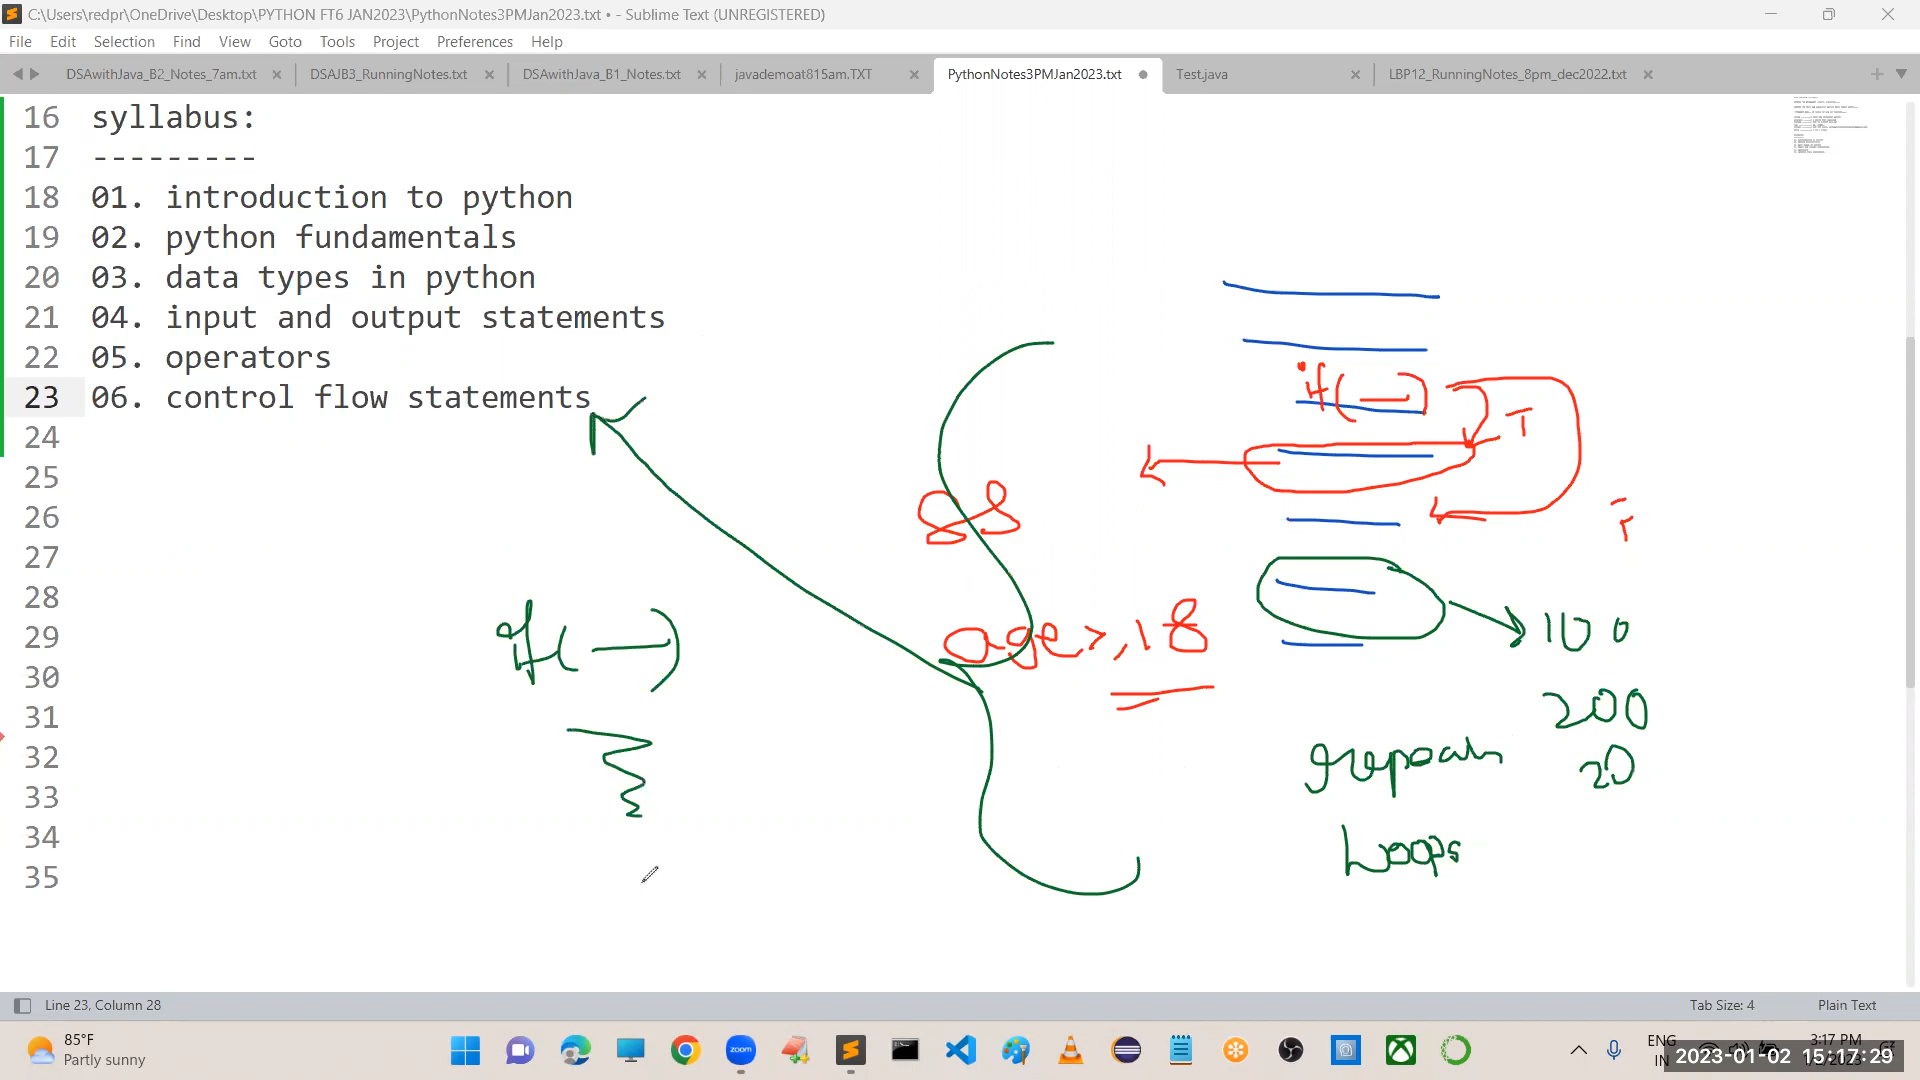 C:\Users\redpr\OneDrive\Desktop\PYTHON FT6 JAN2023\PythonNotes3PMJan2023.txt • - Sublime Text (UNREGISTERED)
File Edit Selection Find View Goto Tools Project Preferences Help
DSAwithJava_B2_Notes_7am.txt DSAJB3_RunningNotes.txt DSAwithJava_B1_Notes.txt javademoat815am.TXT PythonNotes3PMJan2023.txt Test.java LBP12_RunningNotes_8pm_dec2022.txt
16 syllabus:
17 ---------
18 01. introduction to python
19 02. python fundamentals
20 03. data types in python
21 04. input and output statements
22 05. operators
23 06. control flow statements
24
25
26
27
28
29
30
31
32
33
34
35
if(—)
T
88
F
if(—)
age>,18
100
200
20
repeat
Loops
Line 23, Column 28
Tab Size: 4
Plain Text
85°F
Partly sunny
zoom
ENG
IN
3:17 PM
2023-01-02 15:17:29